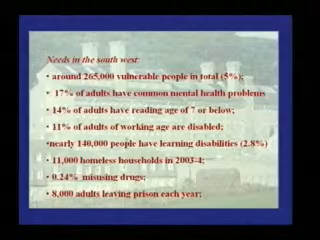 Needs in the south west:
• around 265,000 vulnerable people in total (5%);
• 17% of adults have common mental health problems
• 14% of adults have reading age of 7 or below;
• 11% of adults of working age are disabled;
•nearly 140,000 people have learning disabilities (2.8%)
• 11,000 homeless households in 2003-4;
• 0.24% misusing drugs;
• 8,000 adults leaving prison each year;